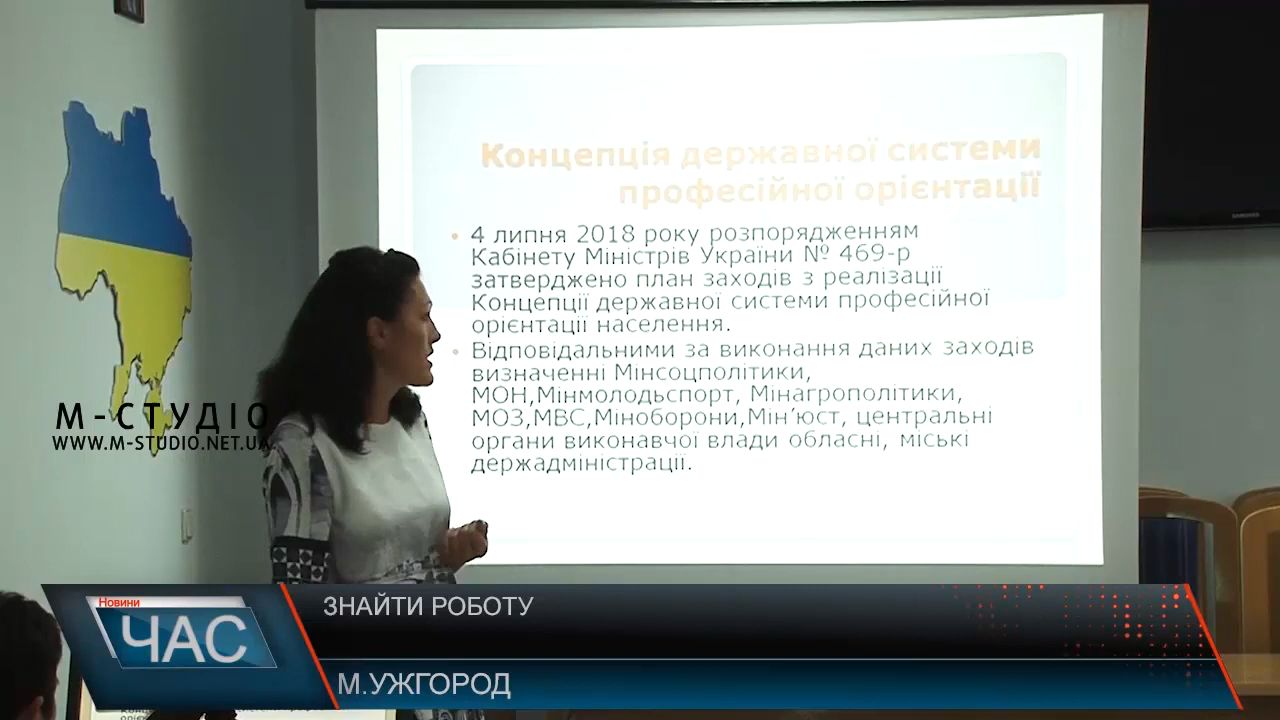 Концепція державної системи
професійної орієнтації
• 4 липня 2018 року розпорядженням
Кабінету Міністрів України № 469-р
затверджено план заходів з реалізації
Концепції державної системи професійної
орієнтації населення.
• Відповідальними за виконання даних заходів
визначенні Мінсоцполітики,
МОН,Мінмолодьспорт, Мінагрополітики,
МОЗ,МВС,Міноборони,Мін’юст, центральні
органи виконавчої влади обласні, міські
держадміністрації.
SAMSUNG
М-СТУДІО
WWW.M-STUDIO.NET.UA
Новини
ЧАС
ЗНАЙТИ РОБОТУ
М.УЖГОРОД